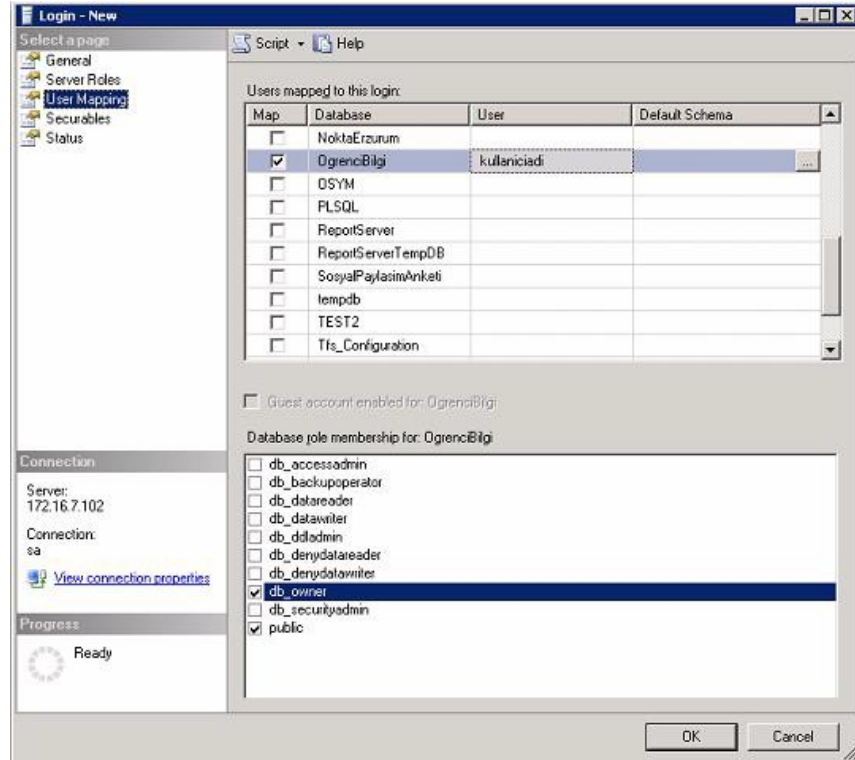 Login - New
Select a page
General
Server Roles
User Mapping
Securables
Status
Script
Help
Users mapped to this login:
Map Database User Default Schema
NoktaErzurum
OgrenciBilgi kullaniciadi ...
OSYM
PLSQL
ReportServer
ReportServerTempDB
SosyalPaylasimAnketi
tempdb
TEST2
Tfs_Configuration
Guest account enabled for: OgrenciBilgi
Database role membership for: OgrenciBilgi
db_accessadmin
db_backupoperator
db_datareader
db_datawriter
db_ddladmin
db_denydatareader
db_denydatawriter
db_owner
db_securityadmin
public
Connection
Server:
172.16.7.102
Connection:
sa
View connection properties
Progress
Ready
OK Cancel